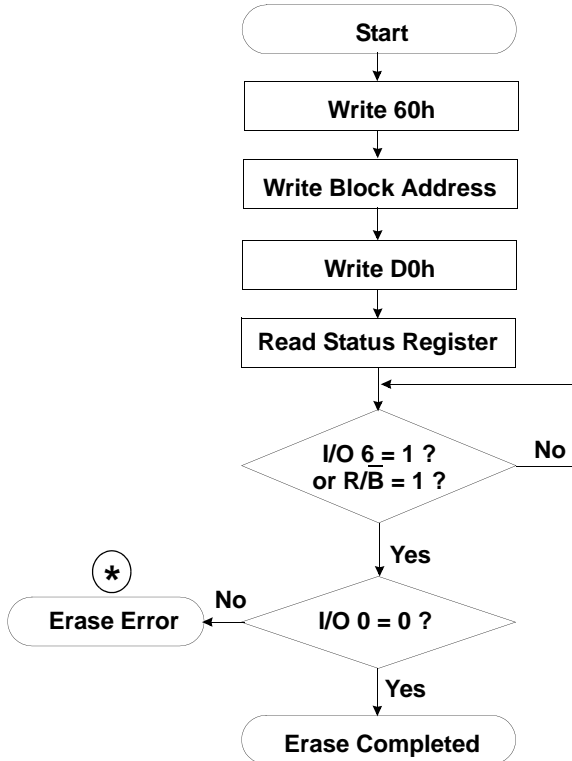 Start
Write 60h
Write Block Address
Write D0h
Read Status Register
I/O 6 = 1 ?
or R/B̅ = 1 ?
No
Yes
*
No
Erase Error
I/O 0 = 0 ?
Yes
Erase Completed